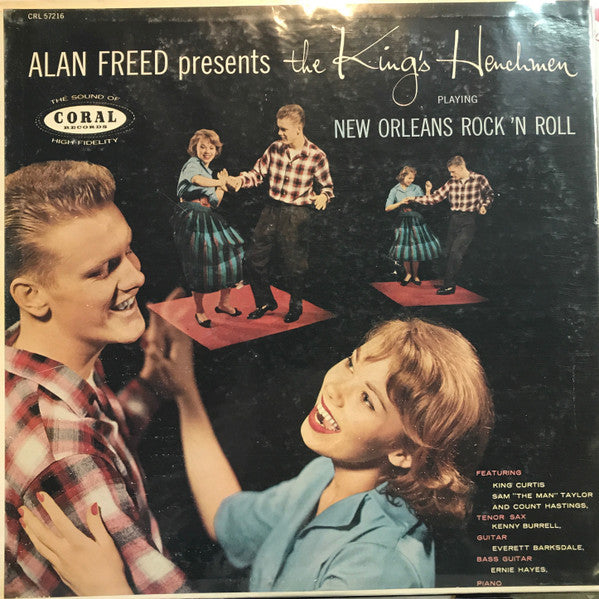 CRL 57216
ALAN FREED presents the King's Henchmen
PLAYING
NEW ORLEANS ROCK 'N ROLL
THE SOUND OF
CORAL
RECORDS
HIGH-FIDELITY
FEATURING
KING CURTIS
SAM "THE MAN" TAYLOR
AND COUNT HASTINGS,
TENOR SAX
KENNY BURRELL,
GUITAR
EVERETT BARKSDALE,
BASS GUITAR
ERNIE HAYES,
PIANO